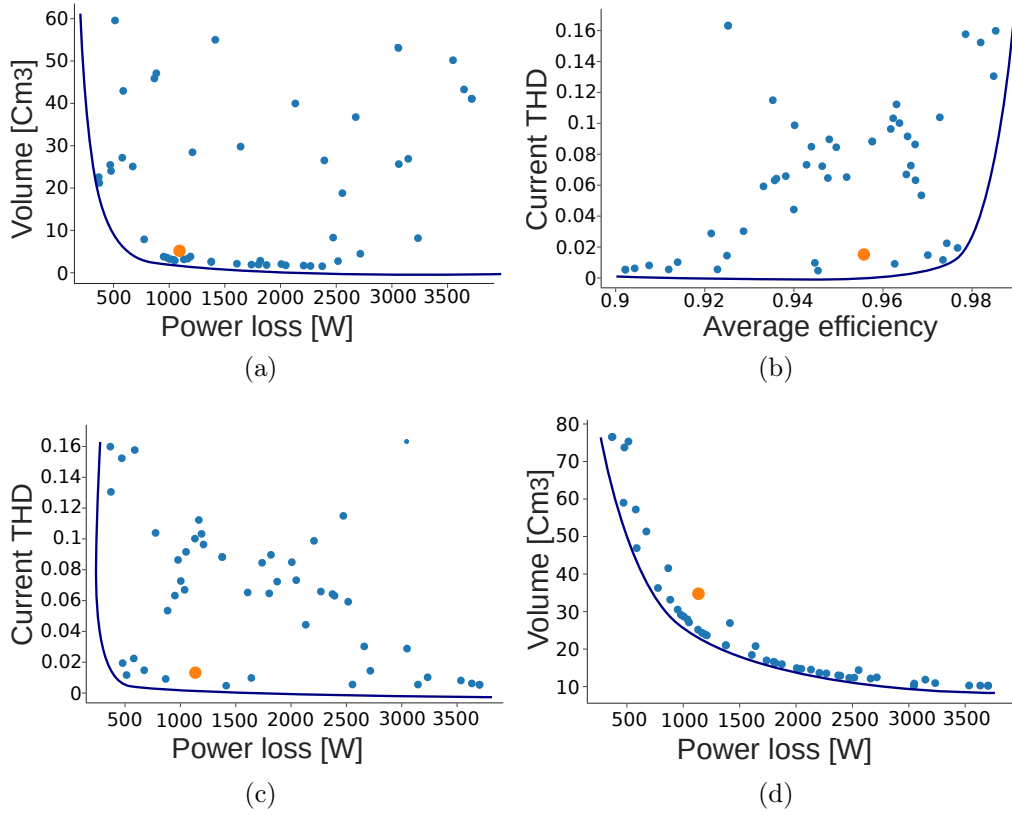 60
50
40
30
20
10
0
Volume [Cm3]
500 1000 1500 2000 2500 3000 3500
Power loss [W]
(a)
0.16
0.14
0.12
0.1
0.08
0.06
0.04
0.02
0
Current THD
0.9 0.92 0.94 0.96 0.98
Average efficiency
(b)
0.16
0.14
0.12
0.1
0.08
0.06
0.04
0.02
0
Current THD
500 1000 1500 2000 2500 3000 3500
Power loss [W]
(c)
80
70
60
50
40
30
20
10
Volume [Cm3]
500 1000 1500 2000 2500 3000 3500
Power loss [W]
(d)